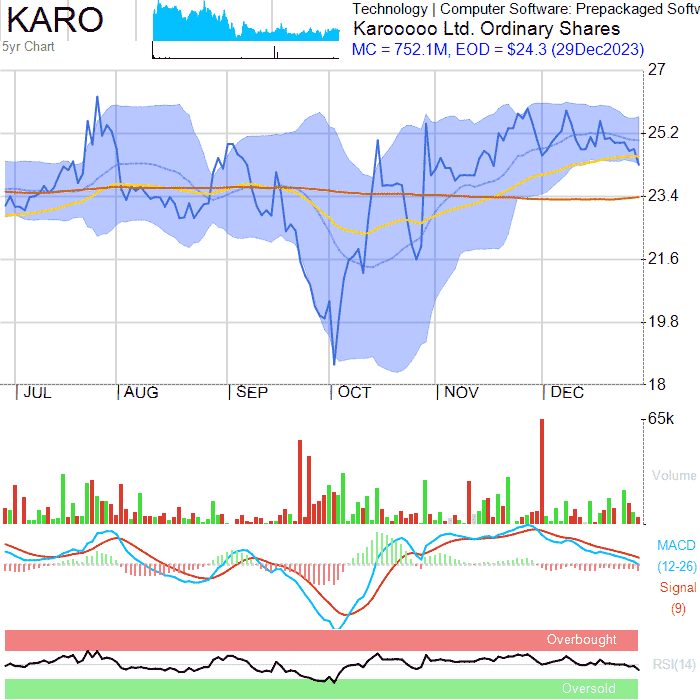 KARO
5yr Chart
Technology | Computer Software: Prepackaged Softw
Karooooo Ltd. Ordinary Shares
MC = 752.1M, EOD = $24.3 (29Dec2023)
27
25.2
23.4
21.6
19.8
18
JUL AUG SEP OCT NOV DEC
65k
Volume
MACD
(12-26)
Signal
(9)
Overbought
RSI(14)
Oversold